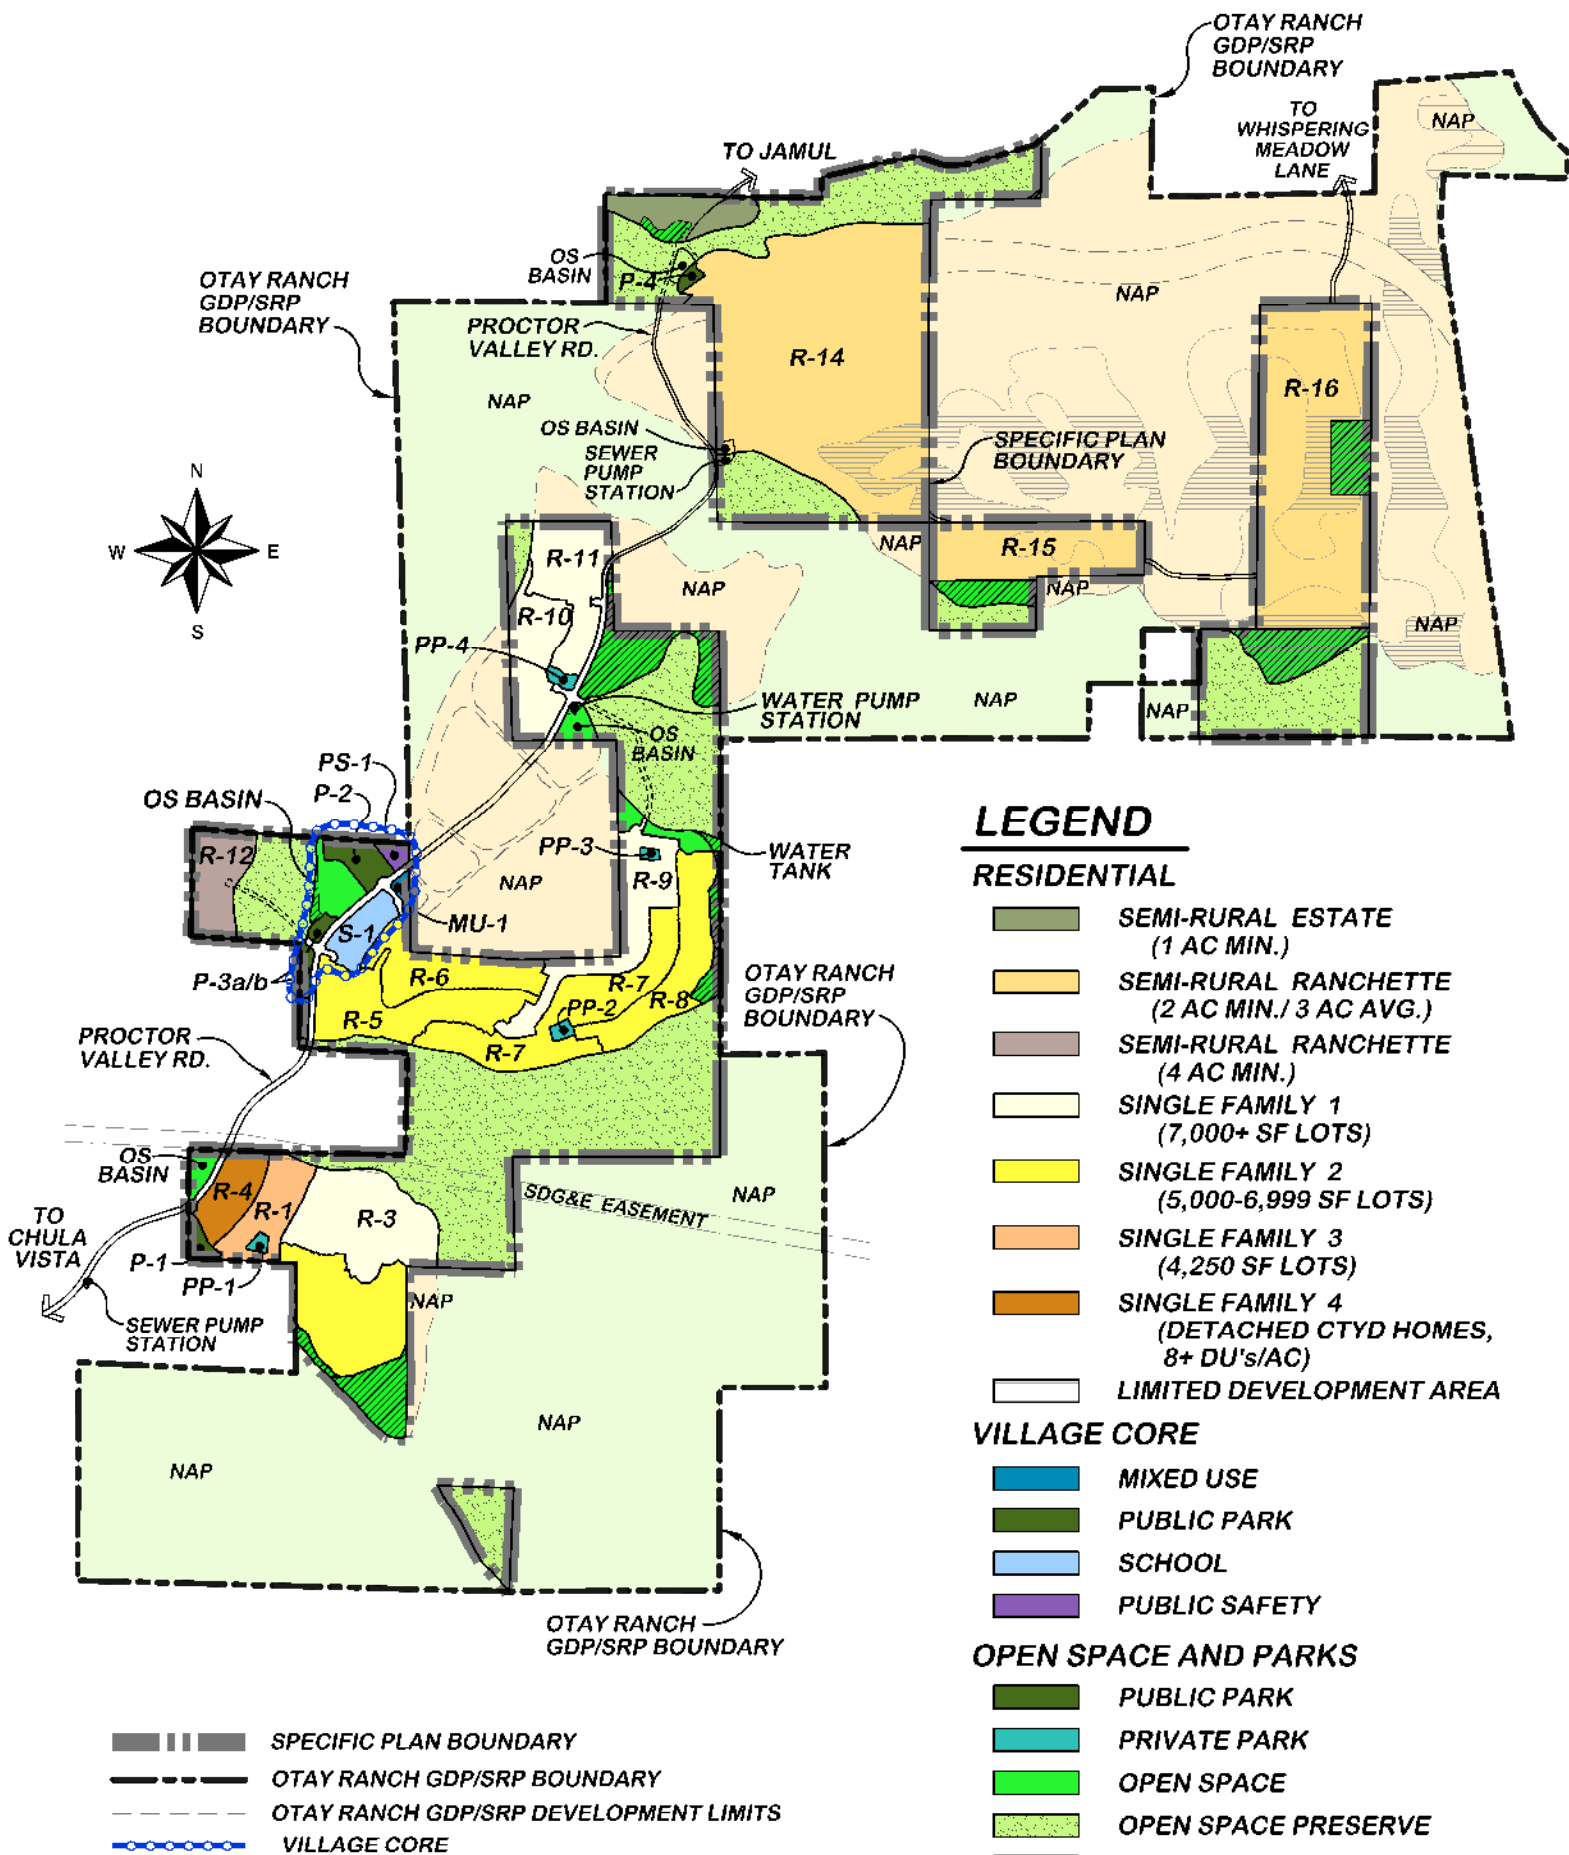 OTAY RANCH
GDP/SRP
BOUNDARY
TO
WHISPERING
MEADOW
LANE
NAP
TO JAMUL
OS
BASIN
P-4
OTAY RANCH
GDP/SRP
BOUNDARY
PROCTOR
VALLEY RD.
NAP
R-14
NAP
R-16
OS BASIN
SEWER
PUMP
STATION
SPECIFIC PLAN
BOUNDARY
N
W
E
S
R-11
NAP
R-15
NAP
NAP
R-10
NAP
PP-4
WATER PUMP
STATION
NAP
NAP
OS
BASIN
PS-1
P-2
OS BASIN
R-12
PP-3
WATER
TANK
R-9
NAP
MU-1
S-1
P-3a/b
R-6
R-7
R-8
PP-2
R-5
R-7
OTAY RANCH
GDP/SRP
BOUNDARY
PROCTOR
VALLEY RD.
OS
BASIN
R-4
R-1
R-3
NAP
SDG&E EASEMENT
TO
CHULA
VISTA
P-1
PP-1
NAP
SEWER PUMP
STATION
NAP
NAP
OTAY RANCH
GDP/SRP BOUNDARY
LEGEND
RESIDENTIAL
SEMI-RURAL ESTATE
(1 AC MIN.)
SEMI-RURAL RANCHETTE
(2 AC MIN./ 3 AC AVG.)
SEMI-RURAL RANCHETTE
(4 AC MIN.)
SINGLE FAMILY 1
(7,000+ SF LOTS)
SINGLE FAMILY 2
(5,000-6,999 SF LOTS)
SINGLE FAMILY 3
(4,250 SF LOTS)
SINGLE FAMILY 4
(DETACHED CTYD HOMES,
8+ DU's/AC)
LIMITED DEVELOPMENT AREA
VILLAGE CORE
MIXED USE
PUBLIC PARK
SCHOOL
PUBLIC SAFETY
OPEN SPACE AND PARKS
PUBLIC PARK
PRIVATE PARK
OPEN SPACE
OPEN SPACE PRESERVE
SPECIFIC PLAN BOUNDARY
OTAY RANCH GDP/SRP BOUNDARY
OTAY RANCH GDP/SRP DEVELOPMENT LIMITS
VILLAGE CORE